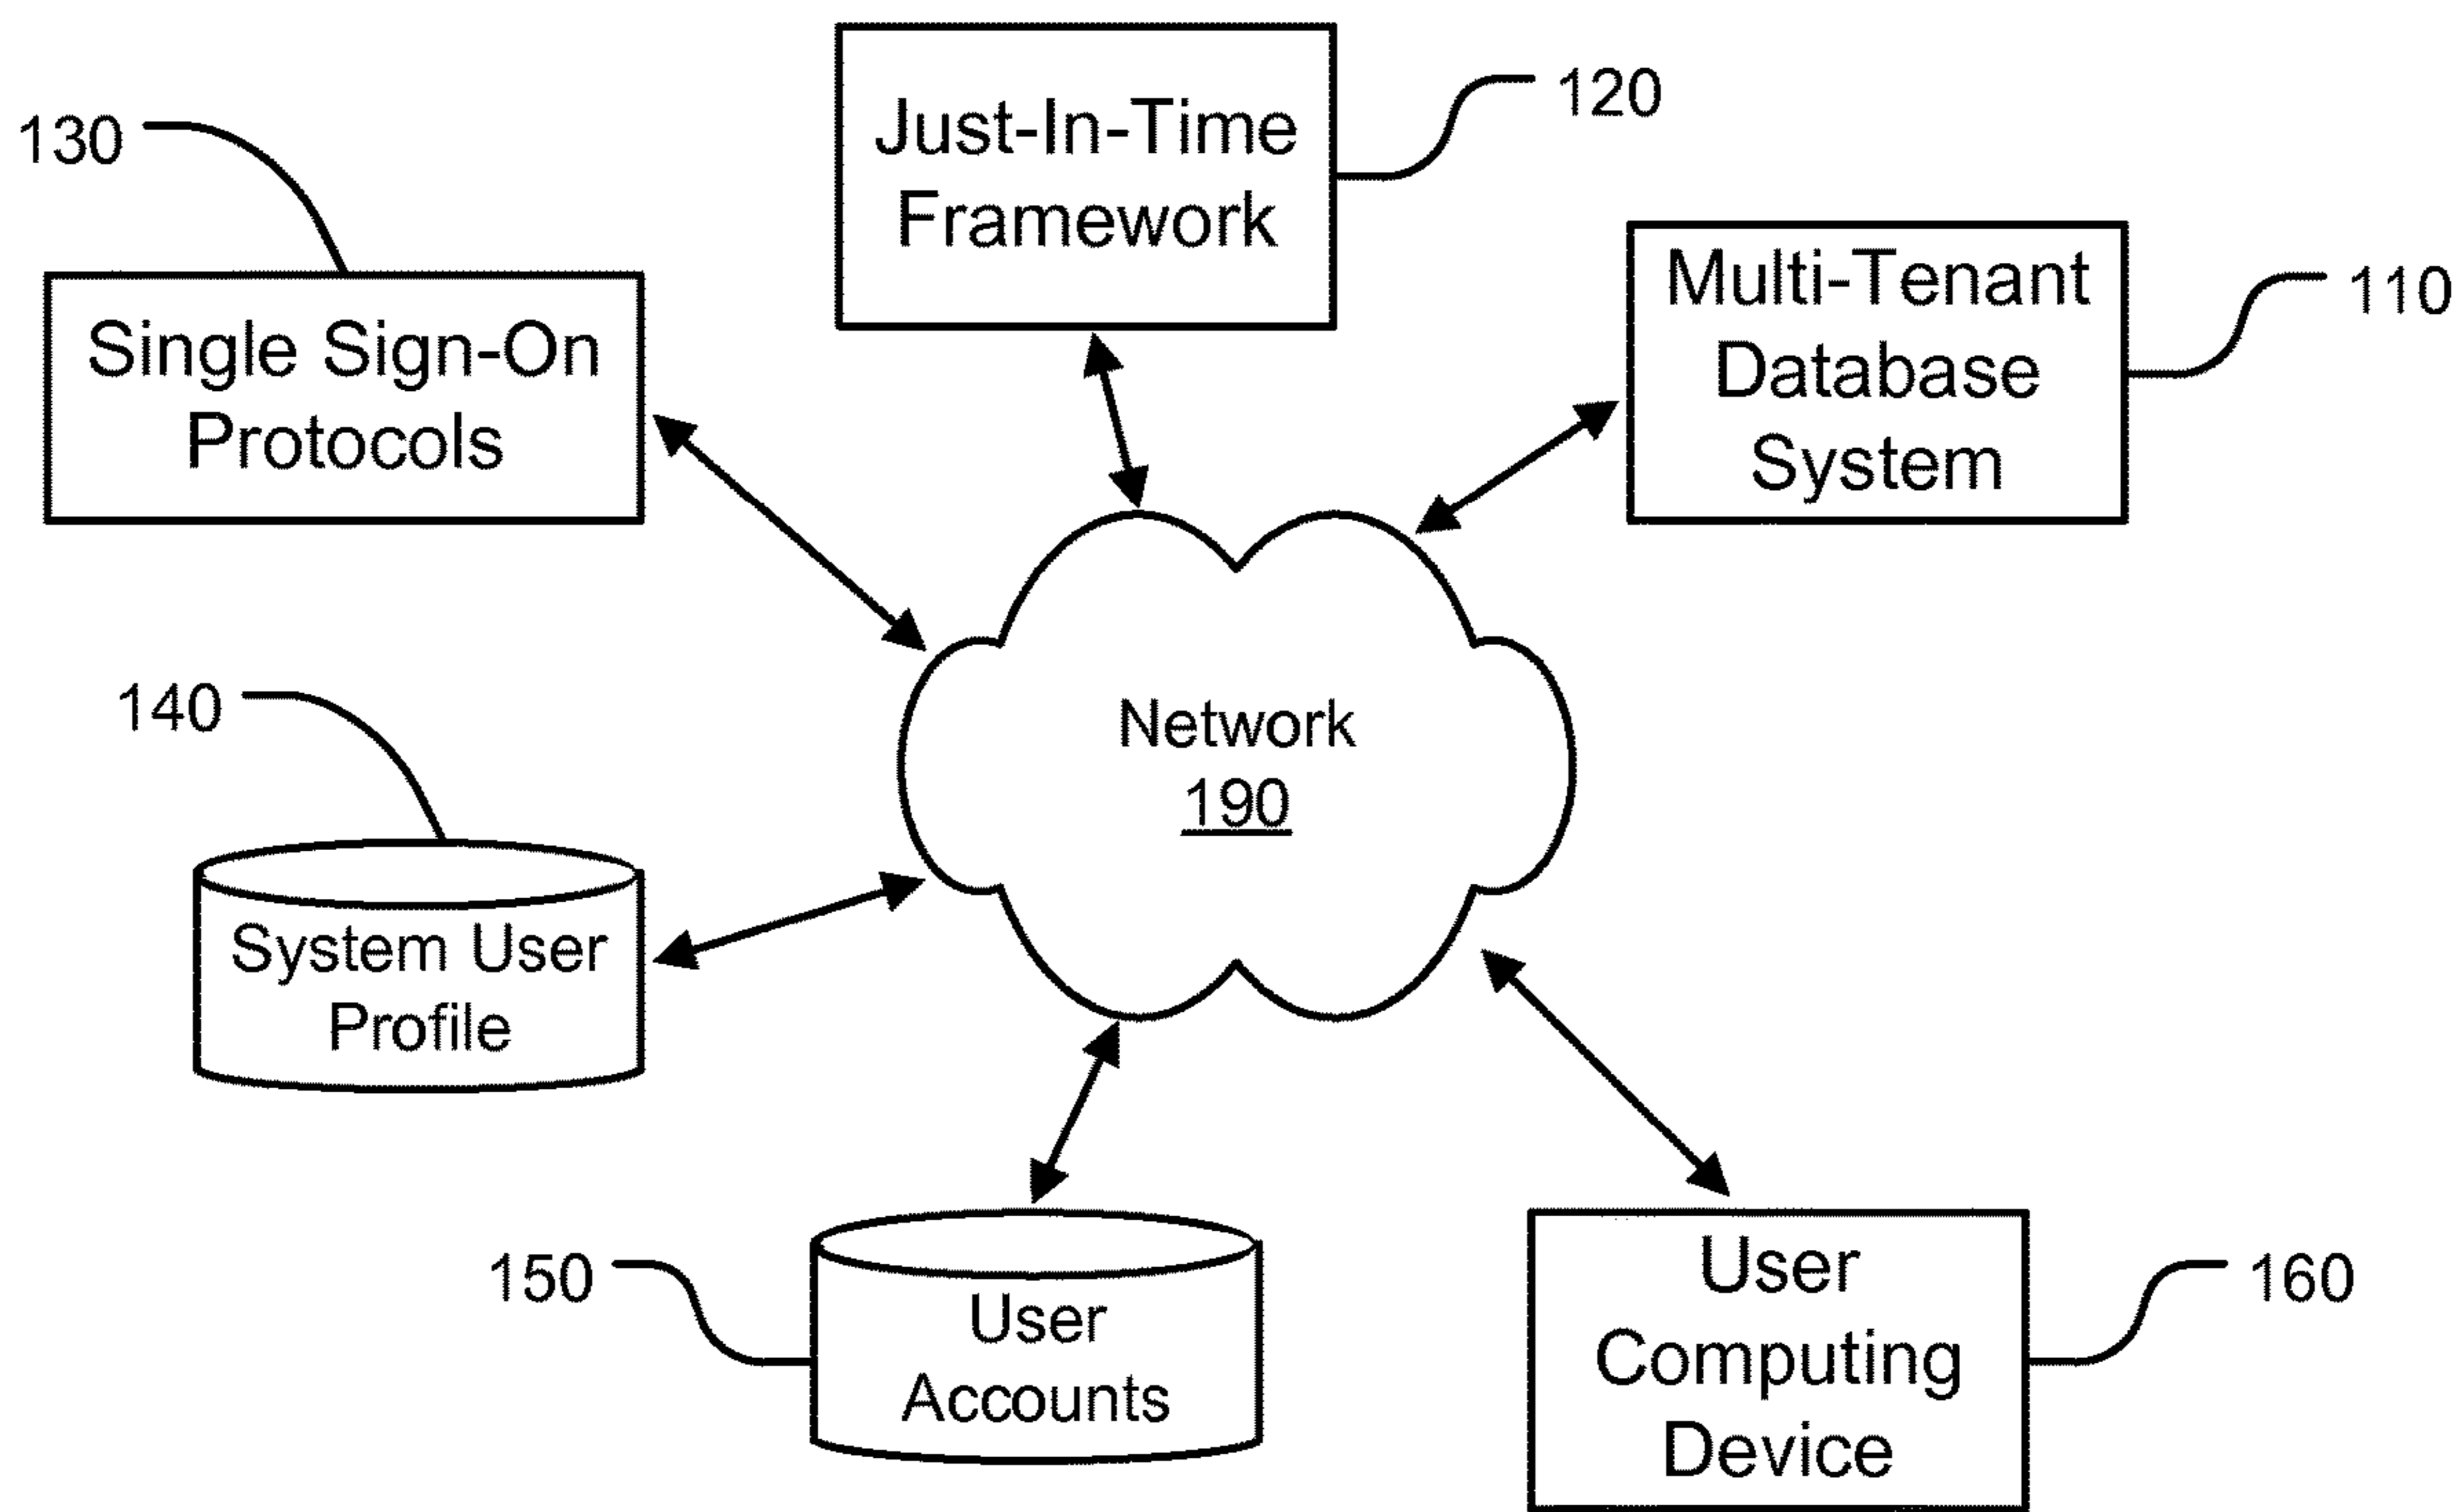 120
Just-In-Time
Framework
130
Single Sign-On
Protocols
110
Multi-Tenant
Database
System
Network
190
140
System User
Profile
150
User
Accounts
160
User
Computing
Device